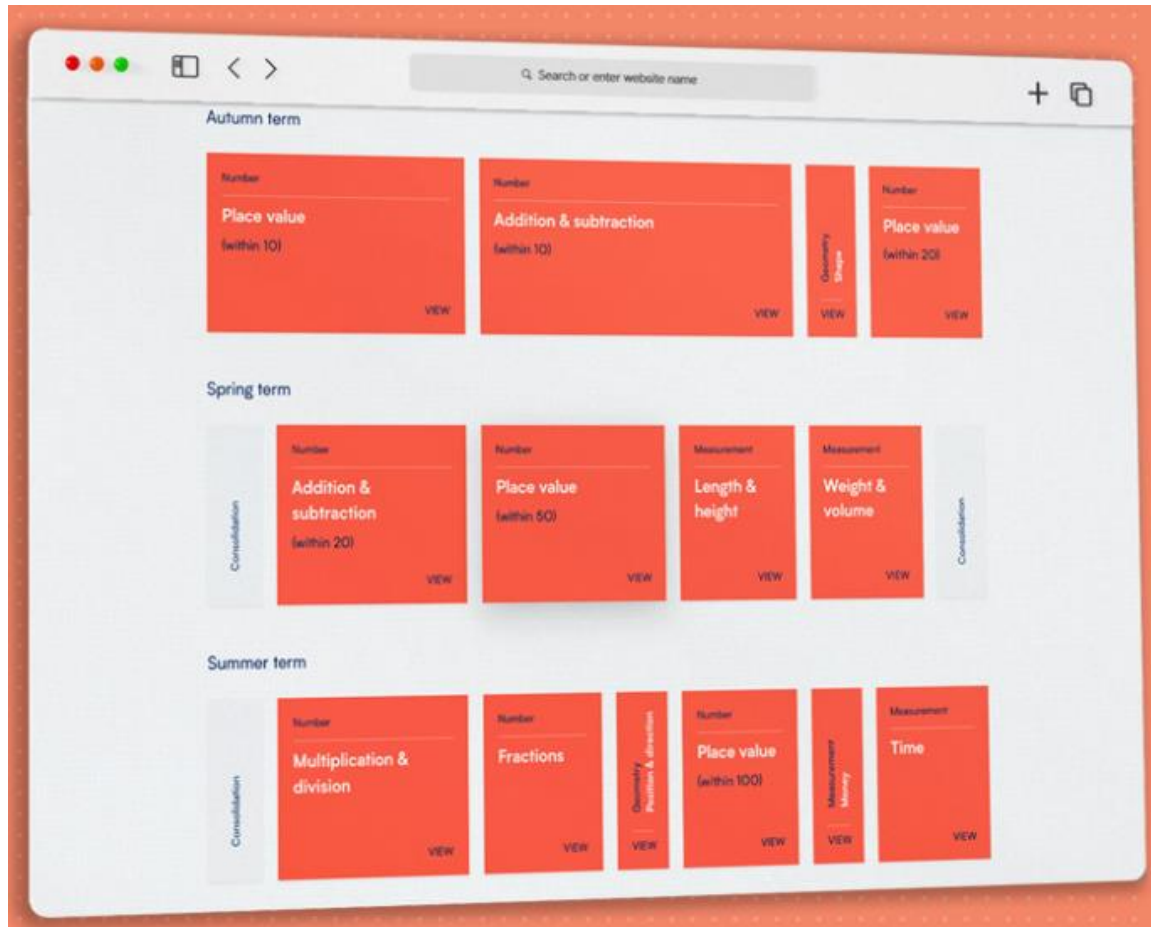 Search or enter website name
Autumn term
Number
Place value
(within 10)
VIEW
Number
Addition & subtraction
(within 10)
VIEW
Geometry
Shape
VIEW
Number
Place value
(within 20)
VIEW
Spring term
Consolidation
Number
Addition &
subtraction
(within 20)
VIEW
Number
Place value
(within 50)
VIEW
Measurement
Length &
height
VIEW
Measurement
Weight &
volume
VIEW
Consolidation
Summer term
Consolidation
Number
Multiplication &
division
VIEW
Number
Fractions
VIEW
Geometry
Position & direction
VIEW
Number
Place value
(within 100)
VIEW
Measurement
Money
VIEW
Measurement
Time
VIEW